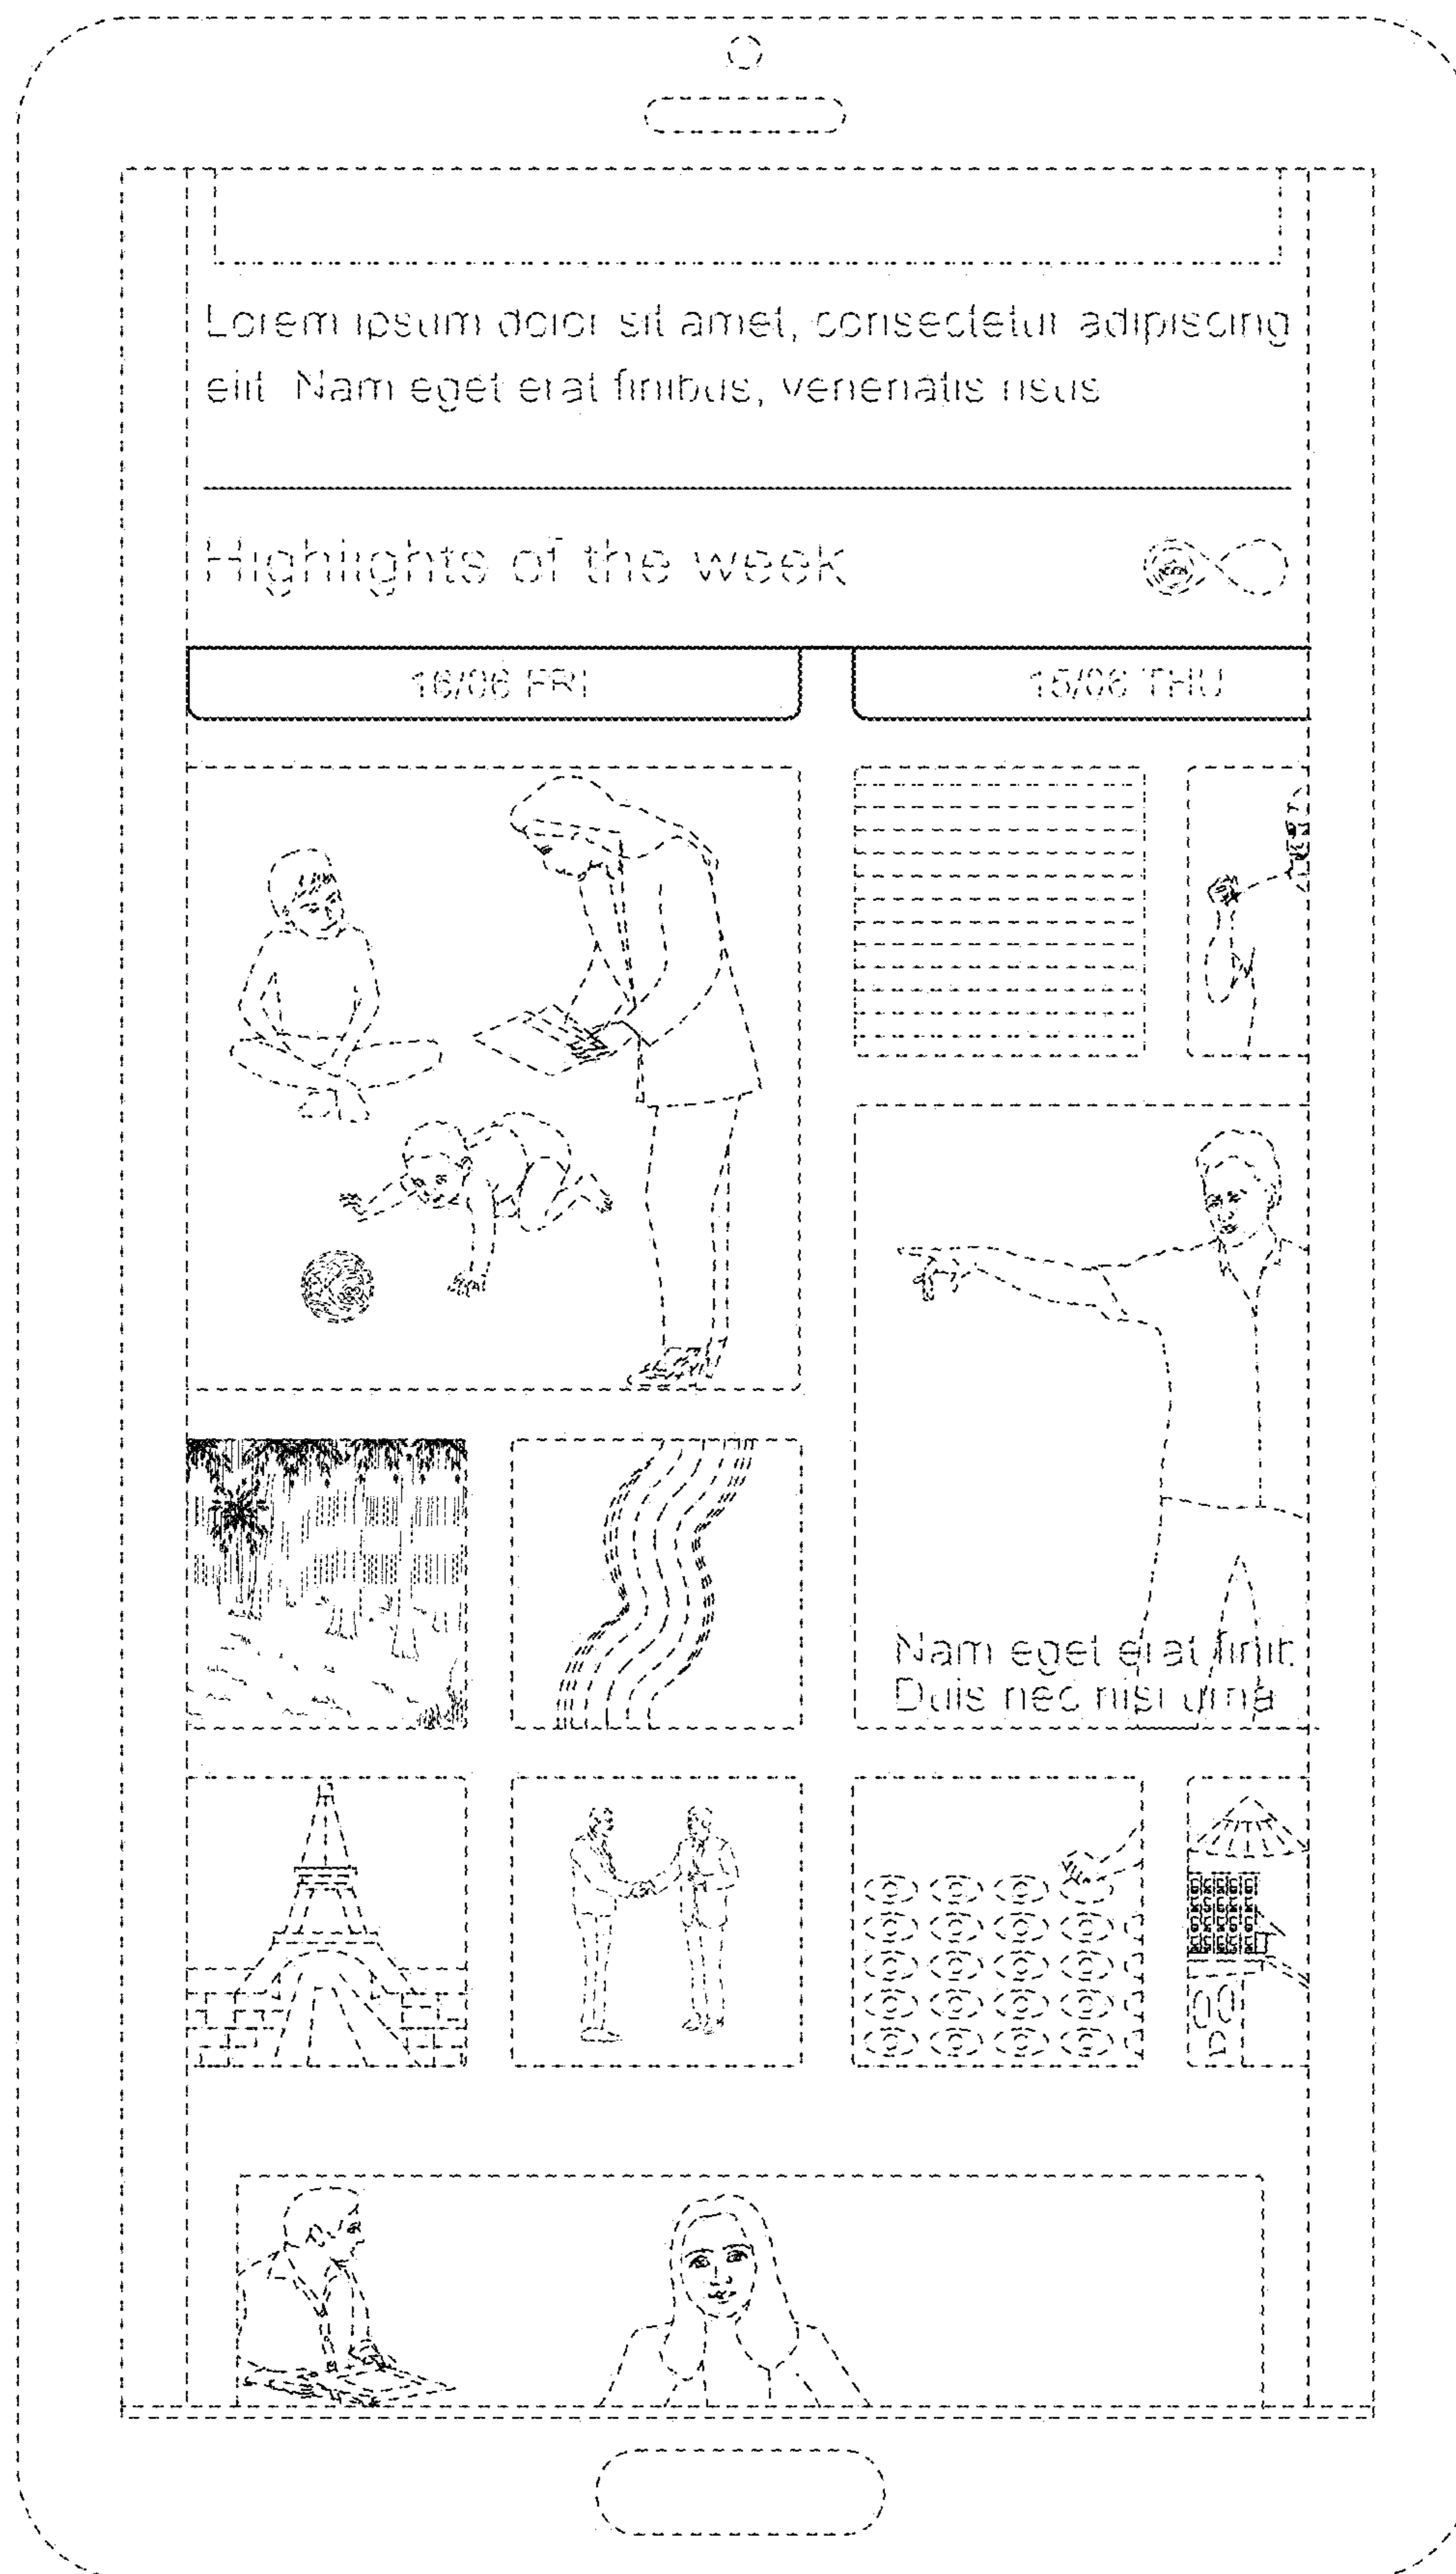 Lorem ipsum dolor sit amet, consectetur adipiscing
elit. Nam eget erat finibus, venenatis risus
Highlights of the week
16/06 FRI
15/06 THU
Nam eget erat finit.
Duis nec nisi urna